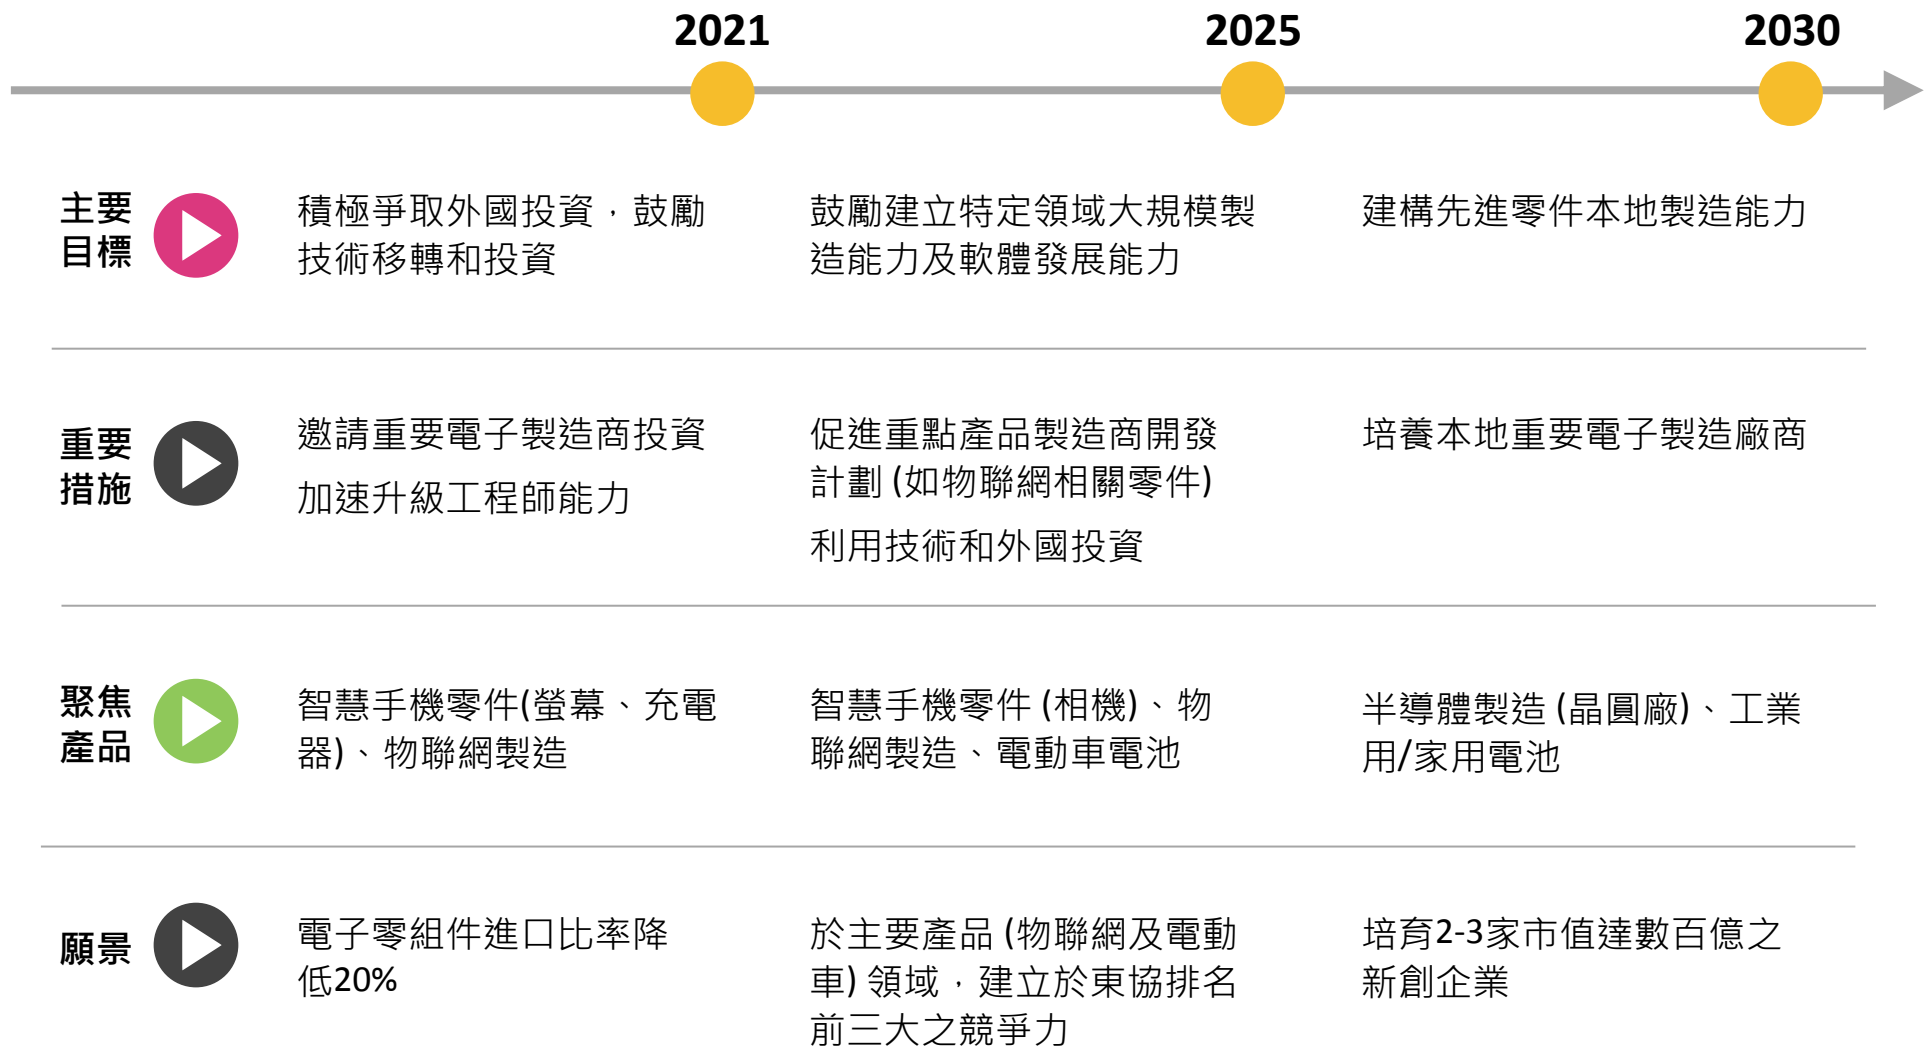 2021
2025
2030
主要
目標
積極爭取外國投資，鼓勵
技術移轉和投資
鼓勵建立特定領域大規模製
造能力及軟體發展能力
建構先進零件本地製造能力
重要
措施
邀請重要電子製造商投資
加速升級工程師能力
促進重點產品製造商開發
計劃 (如物聯網相關零件)
利用技術和外國投資
培養本地重要電子製造廠商
聚焦
產品
智慧手機零件(螢幕、充電
器)、物聯網製造
智慧手機零件 (相機)、物
聯網製造、電動車電池
半導體製造 (晶圓廠)、工業
用/家用電池
願景
電子零組件進口比率降
低20%
於主要產品 (物聯網及電動
車) 領域，建立於東協排名
前三大之競爭力
培育2-3家市值達數百億之
新創企業